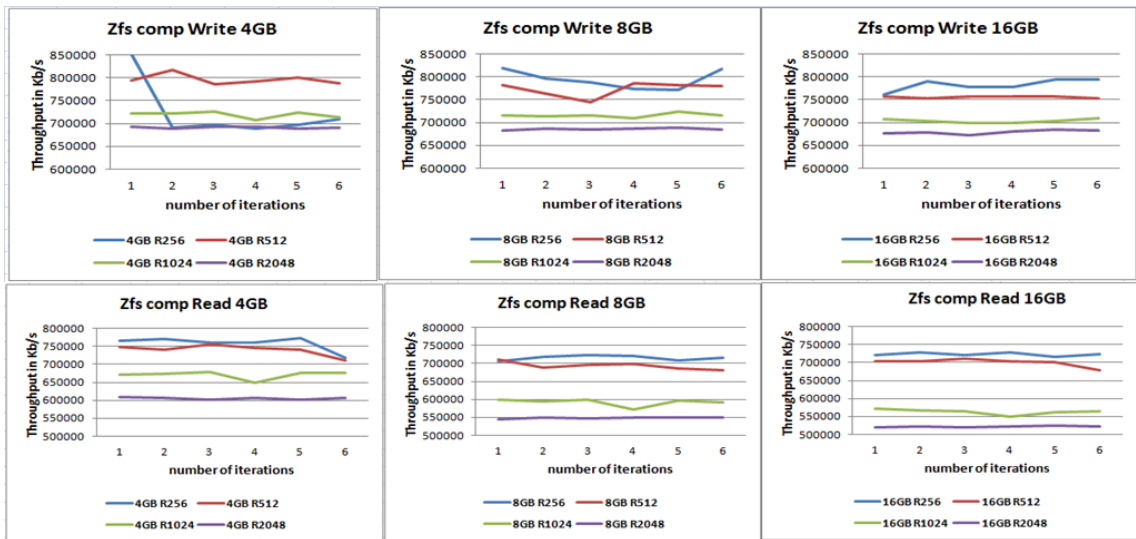 Zfs comp Write 4GB
Throughput in Kb/s
850000
800000
750000
700000
650000
600000
1 2 3 4 5 6
number of iterations
4GB R256 4GB R512
4GB R1024 4GB R2048
Zfs comp Write 8GB
Throughput in Kb/s
850000
800000
750000
700000
650000
600000
1 2 3 4 5 6
number of iterations
8GB R256 8GB R512
8GB R1024 8GB R2048
Zfs comp Write 16GB
Throughput in Kb/s
850000
800000
750000
700000
650000
600000
1 2 3 4 5 6
number of iterations
16GB R256 16GB R512
16GB R1024 16GB R2048
Zfs comp Read 4GB
Throughput in Kb/s
800000
750000
700000
650000
600000
550000
500000
1 2 3 4 5 6
number of iterations
4GB R256 4GB R512
4GB R1024 4GB R2048
Zfs comp Read 8GB
Throughput in Kb/s
800000
750000
700000
650000
600000
550000
500000
1 2 3 4 5 6
number of iterations
8GB R256 8GB R512
8GB R1024 8GB R2048
Zfs comp Read 16GB
Throughput in Kb/s
800000
750000
700000
650000
600000
550000
500000
1 2 3 4 5 6
number of iterations
16GB R256 16GB R512
16GB R1024 16GB R2048